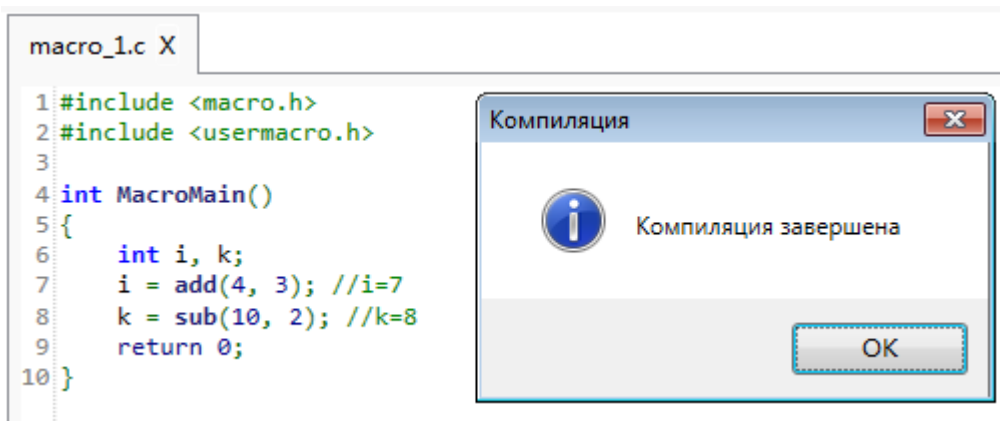 macro_1.c X
1 #include <macro.h>
2 #include <usermacro.h>
3
4 int MacroMain()
5 {
6     int i, k;
7     i = add(4, 3); //i=7
8     k = sub(10, 2); //k=8
9     return 0;
10 }
Компиляция
Компиляция завершена
OK